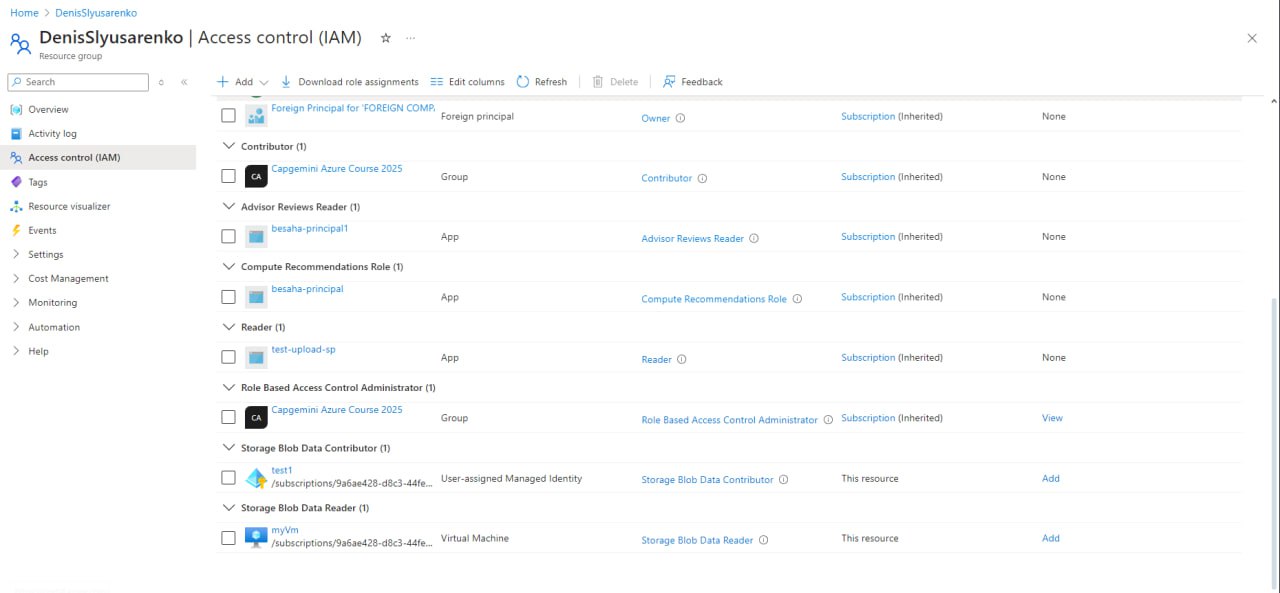 Home > DenisSlyusarenko
DenisSlyusarenko | Access control (IAM)
Resource group
Search
Add Download role assignments Edit columns Refresh Delete Feedback
Overview
Activity log
Access control (IAM)
Tags
Resource visualizer
Events
Settings
Cost Management
Monitoring
Automation
Help
Foreign Principal for 'FOREIGN COMP Foreign principal Owner Subscription (Inherited) None
Contributor (1)
CA Capgemini Azure Course 2025 Group Contributor Subscription (Inherited) None
Advisor Reviews Reader (1)
besaha-principal1 App Advisor Reviews Reader Subscription (Inherited) None
Compute Recommendations Role (1)
besaha-principal App Compute Recommendations Role Subscription (Inherited) None
Reader (1)
test-upload-sp App Reader Subscription (Inherited) None
Role Based Access Control Administrator (1)
CA Capgemini Azure Course 2025 Group Role Based Access Control Administrator Subscription (Inherited) View
Storage Blob Data Contributor (1)
test1
/subscriptions/9a6ae428-d8c3-44fe... User-assigned Managed Identity Storage Blob Data Contributor This resource Add
Storage Blob Data Reader (1)
myVm
/subscriptions/9a6ae428-d8c3-44fe... Virtual Machine Storage Blob Data Reader This resource Add